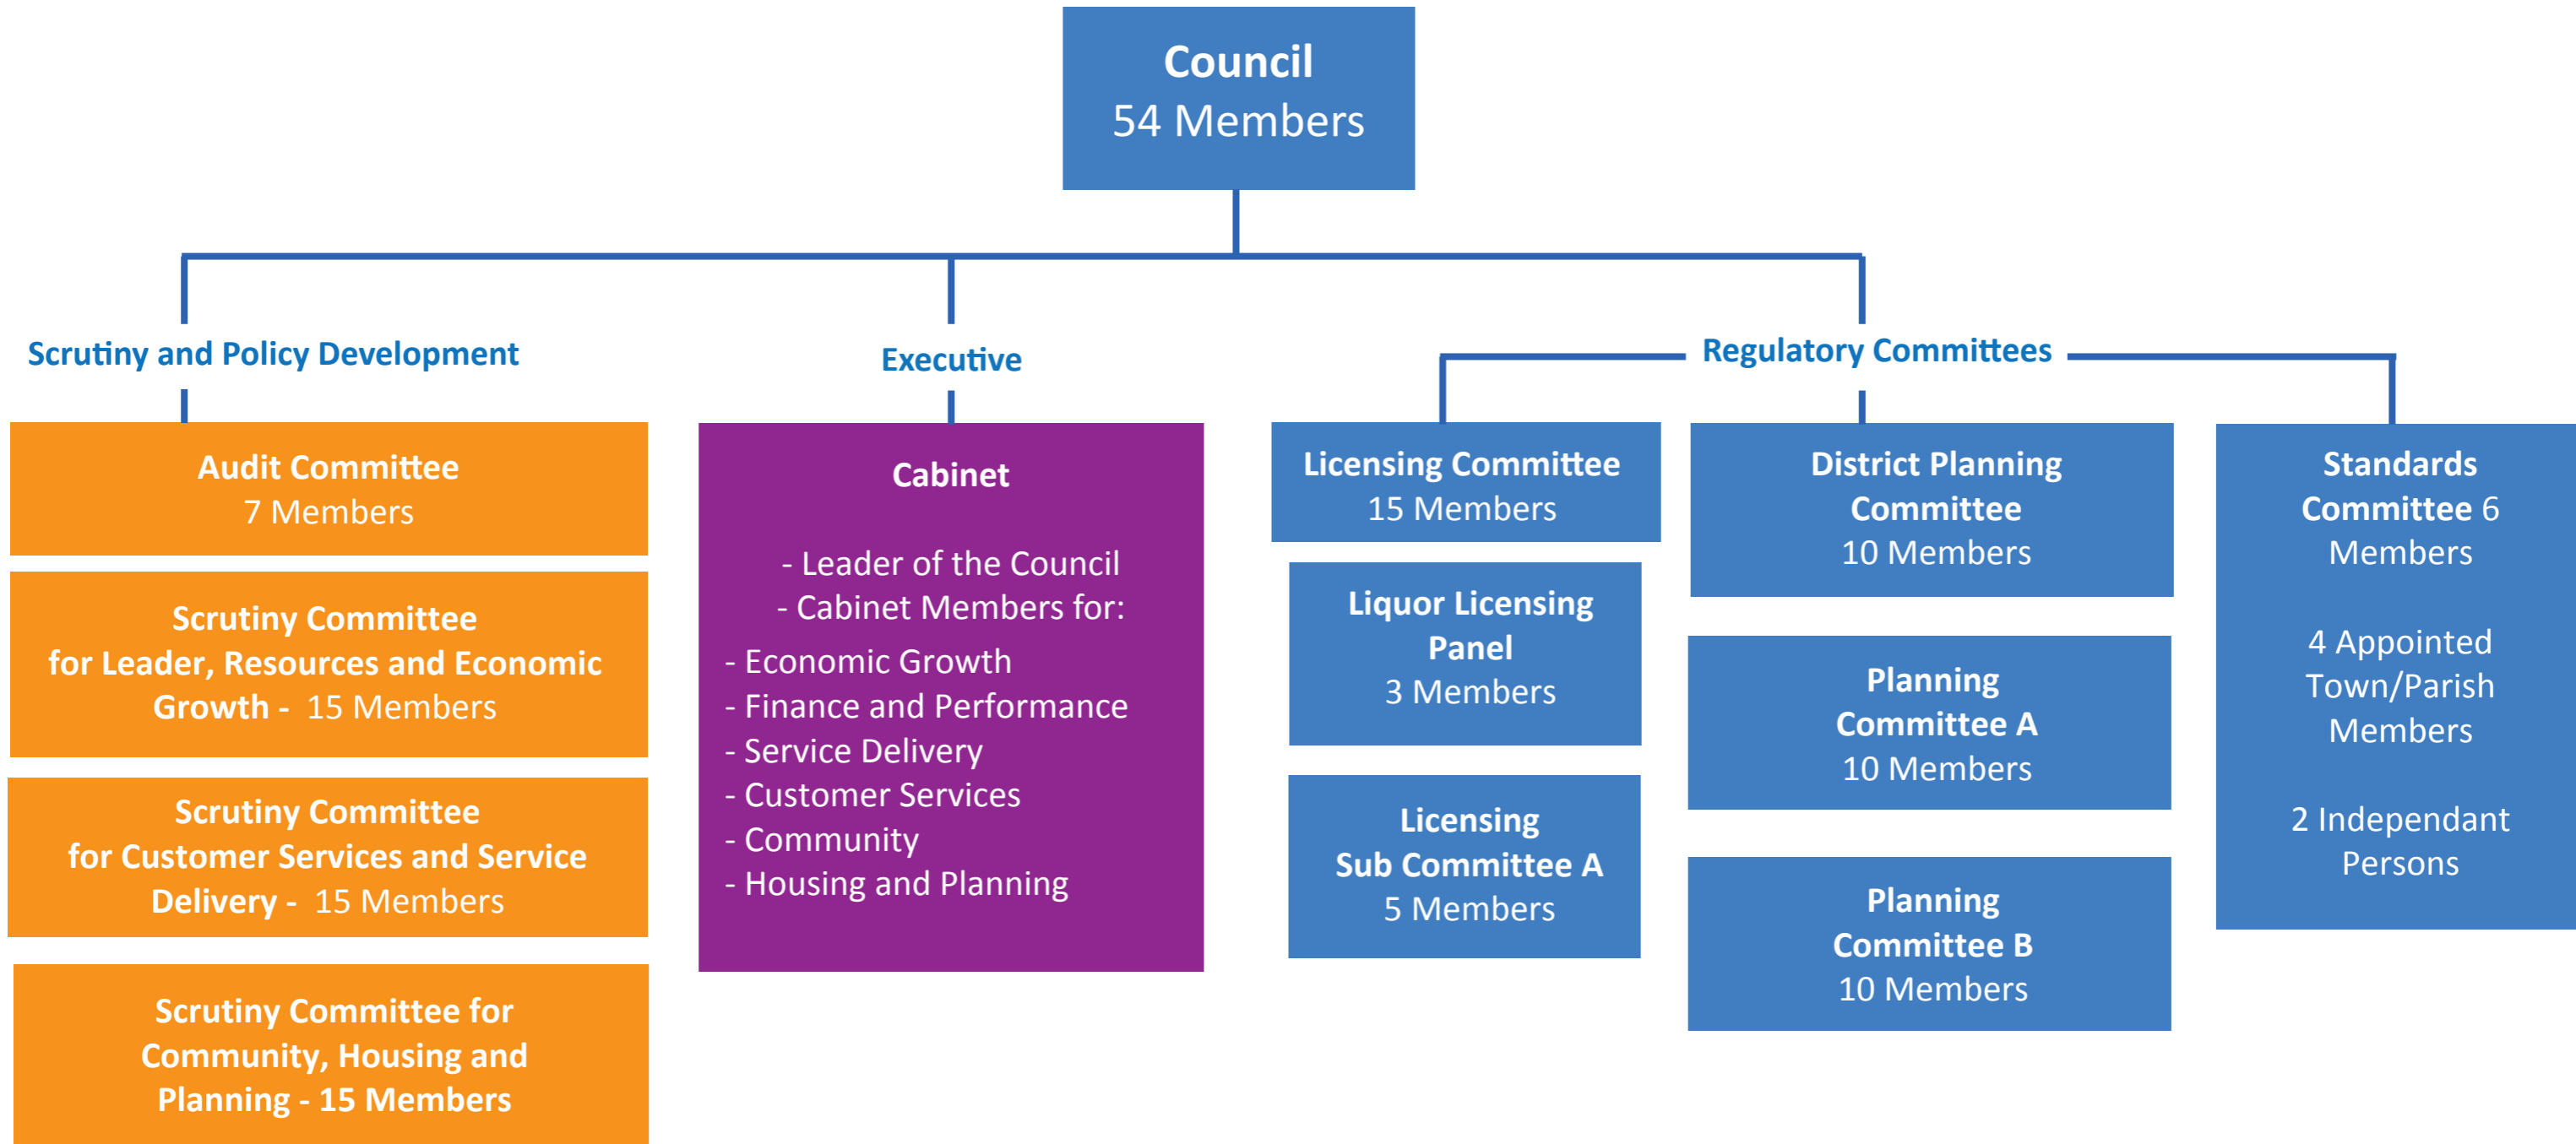 Council
54 Members
Scrutiny and Policy Development
Executive
Regulatory Committees
Audit Committee
7 Members
Scrutiny Committee
for Leader, Resources and Economic
Growth - 15 Members
Scrutiny Committee
for Customer Services and Service
Delivery - 15 Members
Scrutiny Committee for
Community, Housing and
Planning - 15 Members
Cabinet
- Leader of the Council
- Cabinet Members for:
- Economic Growth
- Finance and Performance
- Service Delivery
- Customer Services
- Community
- Housing and Planning
Licensing Committee
15 Members
Liquor Licensing
Panel
3 Members
Licensing
Sub Committee A
5 Members
District Planning
Committee
10 Members
Planning
Committee A
10 Members
Planning
Committee B
10 Members
Standards
Committee 6
Members
4 Appointed
Town/Parish
Members
2 Independant
Persons